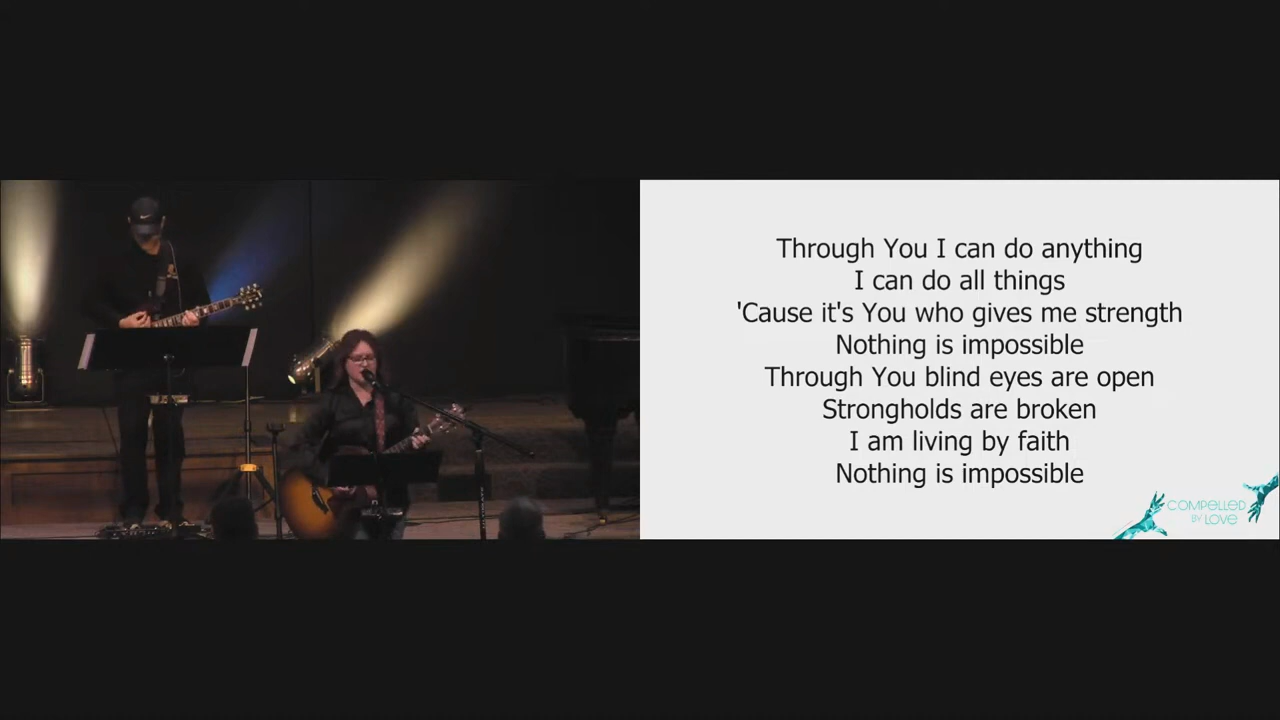 Through You I can do anything
I can do all things
'Cause it's You who gives me strength
Nothing is impossible
Through You blind eyes are open
Strongholds are broken
I am living by faith
Nothing is impossible
COMPELLED
BY LOVE